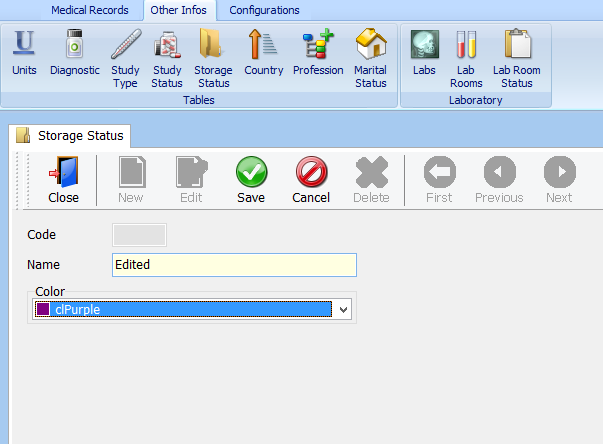 Medical Records Other Infos Configurations
U
Units Diagnostic Study Type Study Status Storage Status Country Profession Marital Status Labs Lab Rooms Lab Room Status
Tables Laboratory
Storage Status
Close New Edit Save Cancel Delete First Previous Next
Code
Name Edited
Color
clPurple